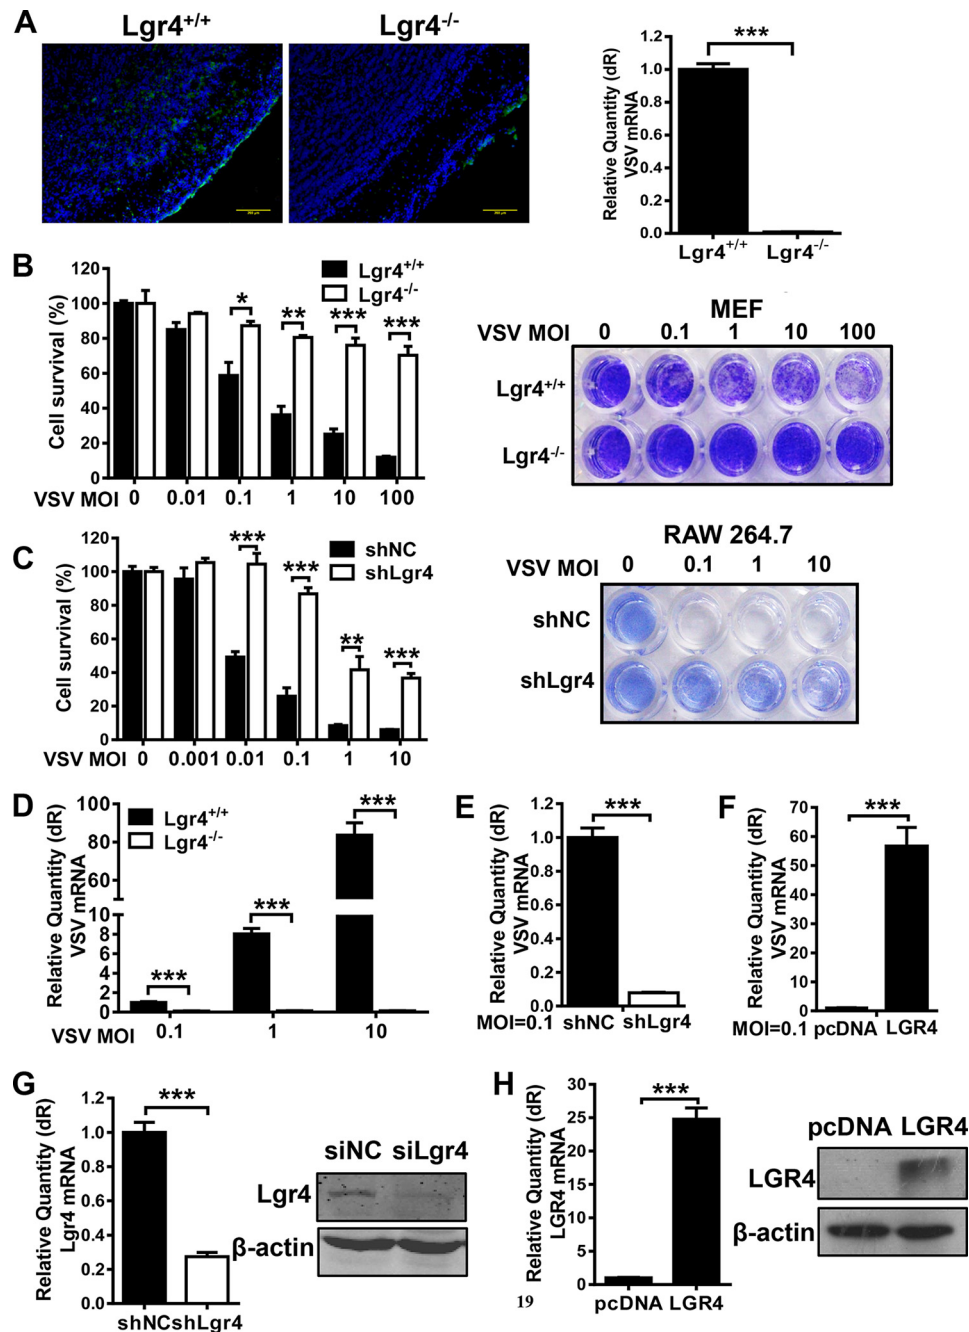 A
Lgr4+/+
Lgr4-/-
Relative Quantity (dR)
VSV mRNA
1.2
1.0
0.8
0.6
0.4
0.2
0.0
***
Lgr4+/+ Lgr4-/-
B
Cell survival (%)
120
100
80
60
40
20
0
Lgr4+/+
Lgr4-/-
* ** *** ***
VSV MOI 0 0.01 0.1 1 10 100
MEF
VSV MOI 0 0.1 1 10 100
Lgr4+/+
Lgr4-/-
C
Cell survival (%)
120
100
80
60
40
20
0
shNC
shLgr4
*** *** ** ***
VSV MOI 0 0.001 0.01 0.1 1 10
RAW 264.7
VSV MOI 0 0.1 1 10
shNC
shLgr4
D
Relative Quantity (dR)
VSV mRNA
100
80
60
8
6
4
2
0
Lgr4+/+
Lgr4-/-
*** *** ***
VSV MOI 0.1 1 10
E
Relative Quantity (dR)
VSV mRNA
1.2
1.0
0.8
0.6
0.4
0.2
0.0
***
MOI=0.1 shNC shLgr4
F
Relative Quantity (dR)
VSV mRNA
70
60
50
40
30
20
10
0
***
MOI=0.1 pcDNA LGR4
G
Relative Quantity (dR)
Lgr4 mRNA
1.2
1.0
0.8
0.6
0.4
0.2
0.0
***
shNC shLgr4
siNC siLgr4
Lgr4
β-actin
H
Relative Quantity (dR)
LGR4 mRNA
30
25
20
15
10
5
0
***
pcDNA LGR4
pcDNA LGR4
LGR4
β-actin
19